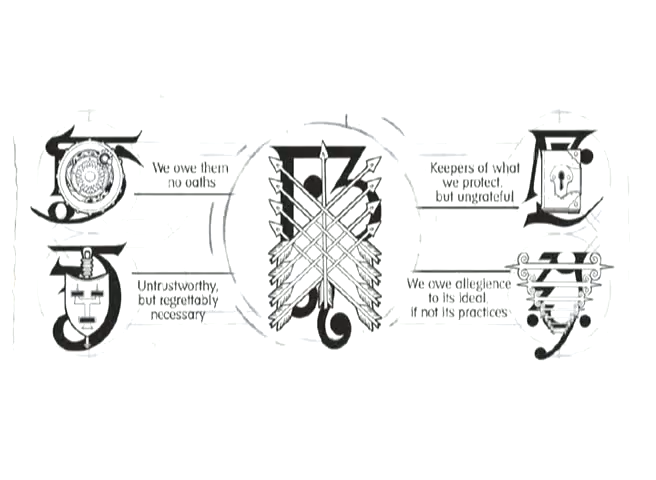 We owe them
no oaths
Keepers of what
we protect,
but ungrateful
Untrustworthy,
but regrettably
necessary
We owe allegience
to its ideal,
if not its practices